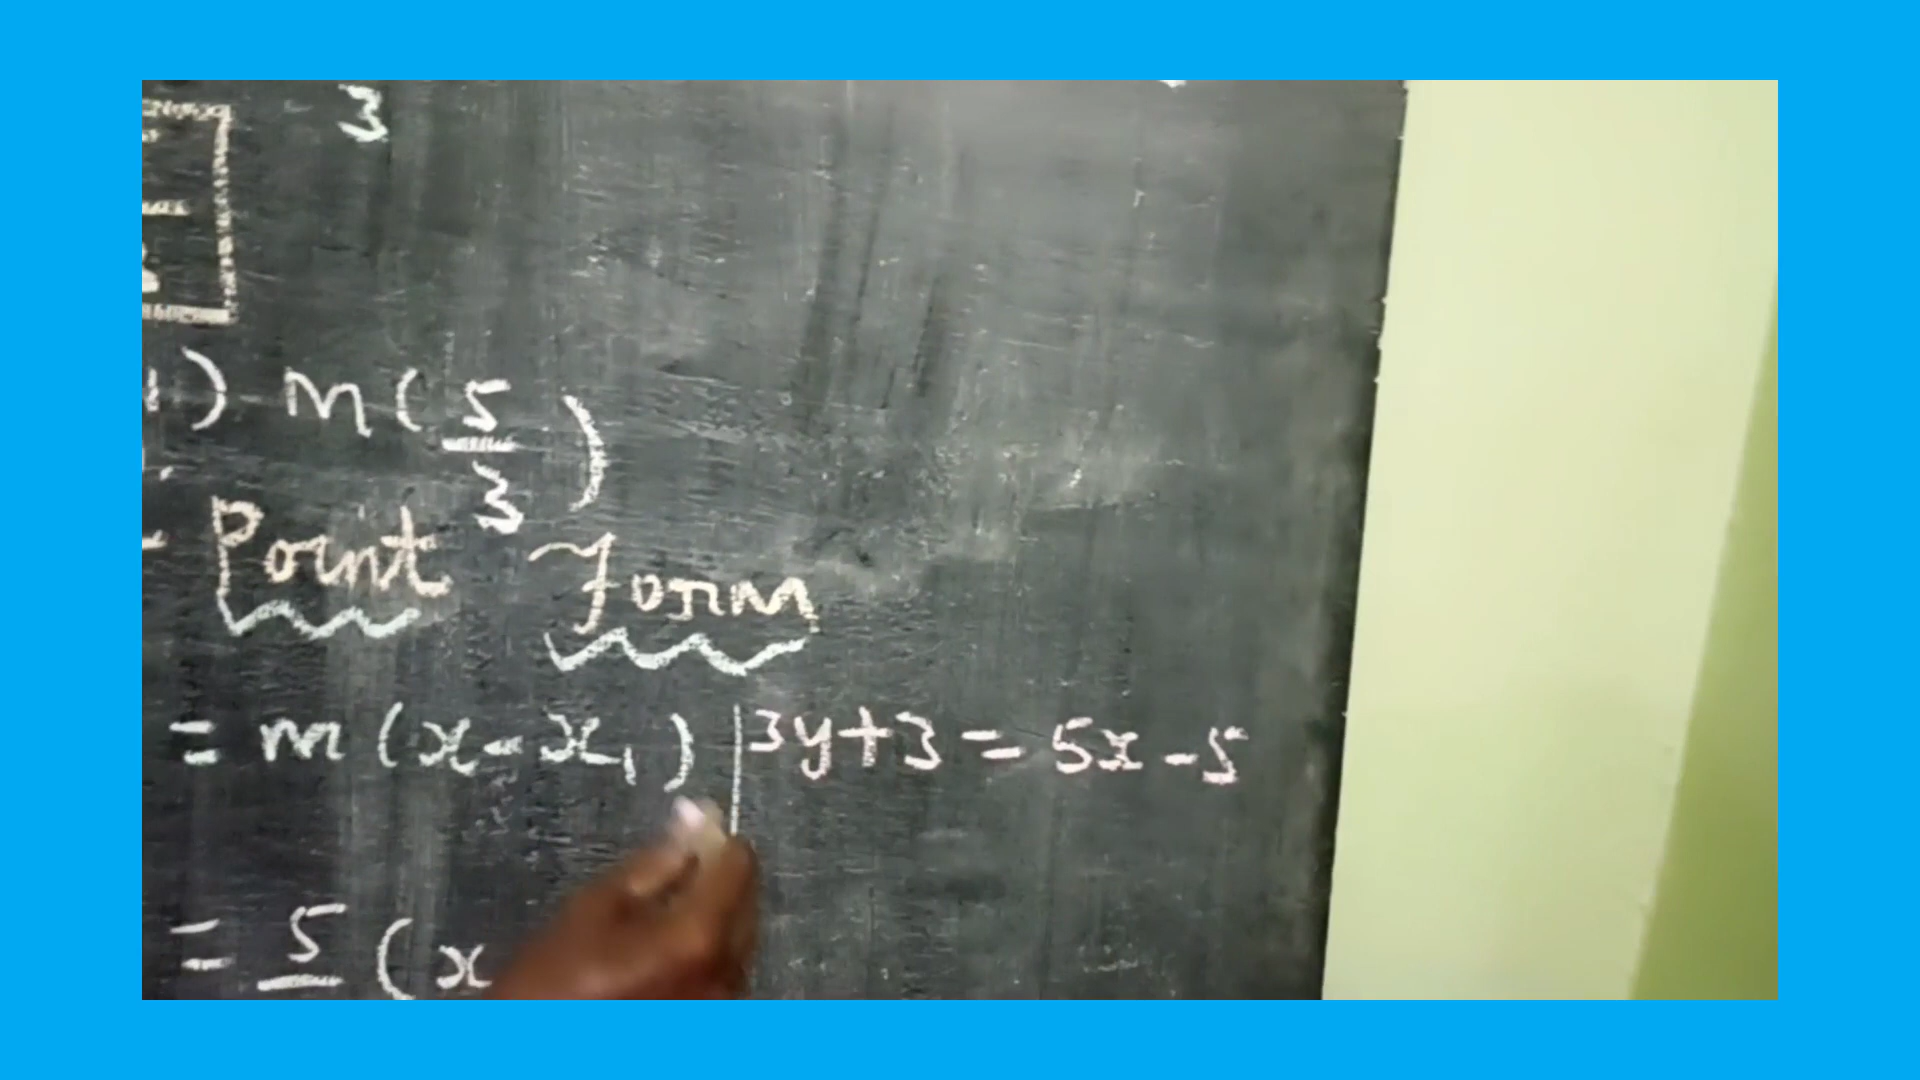 3
) m(5/3)
- Point Form
= m(x-x₁) | 3y+3 = 5x-5
= 5 (x